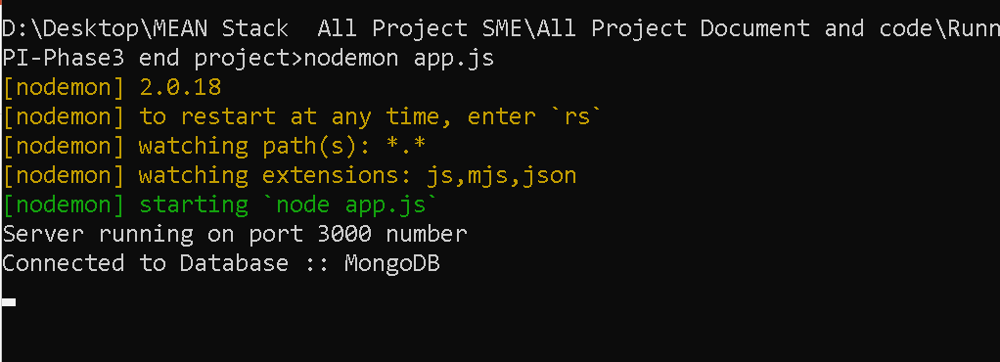 D:\Desktop\MEAN Stack  All Project SME\All Project Document and code\Runn
PI-Phase3 end project>nodemon app.js
[nodemon] 2.0.18
[nodemon] to restart at any time, enter `rs`
[nodemon] watching path(s): *.*
[nodemon] watching extensions: js,mjs,json
[nodemon] starting `node app.js`
Server running on port 3000 number
Connected to Database :: MongoDB